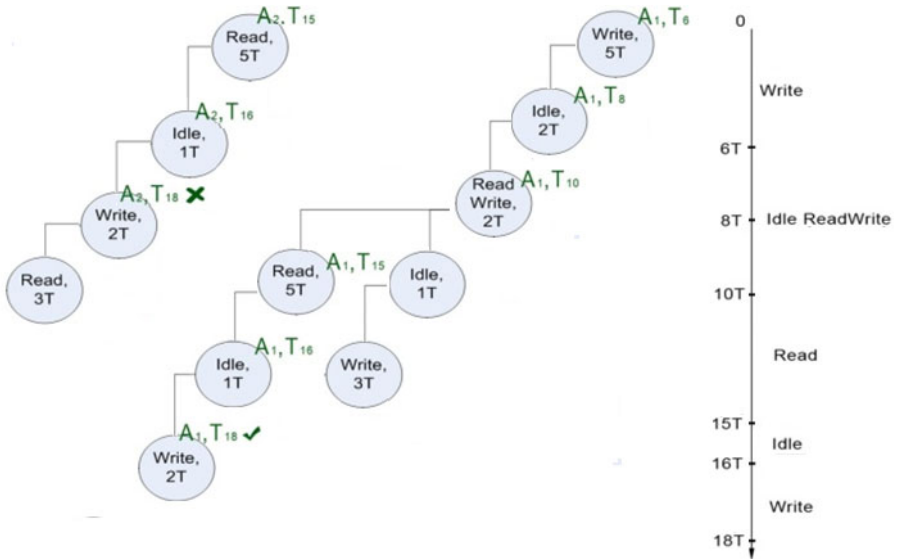 A2.T15
Read,
5T
A2,T16
Idle,
1T
A2,T18 ✖
Write,
2T
Read,
3T
A1,T6
Write,
5T
A1,T8
Idle,
2T
A1,T10
Read
Write,
2T
A1,T15
Read,
5T
Idle,
1T
A1,T16
Idle,
1T
Write,
3T
A1,T18 ✔
Write,
2T
0
Write
6T
8T Idle ReadWrite
10T
Read
15T
Idle
16T
Write
18T